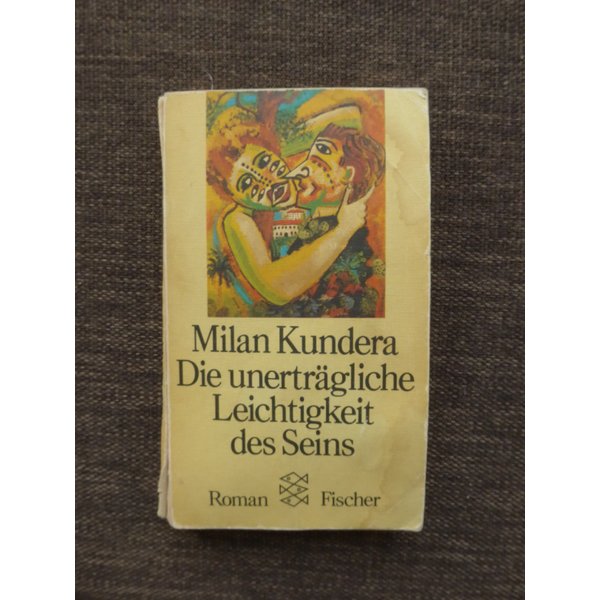 Milan Kundera
Die unerträgliche
Leichtigkeit
des Seins
Roman Fischer